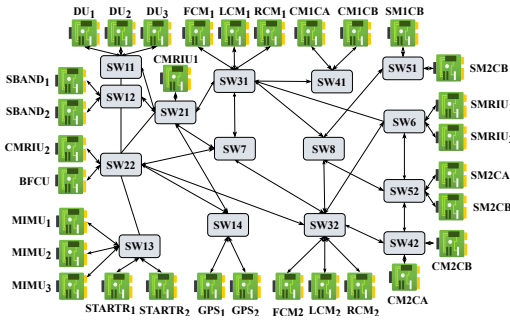 DU₁ DU₂ DU₃ FCM₁ LCM₁ RCM₁ CM1CA CM1CB SM1CB
CMRIU₁
SW11 SW31 SW41 SW51 SM2CB
SBAND₁ SW12
SBAND₂ SW21 SW6 SMRIU
SMRIU
CMRIU₂ SW22 SW7 SW8
BFCU SW52 SM2CA
SM2CB
MIMU₁ SW14 SW32
MIMU₂ SW13 SW42
CM2CB
MIMU₃
STARTR₁ STARTR₂ GPS₁ GPS₂ FCM₂ LCM₂ RCM₂ CM2CA